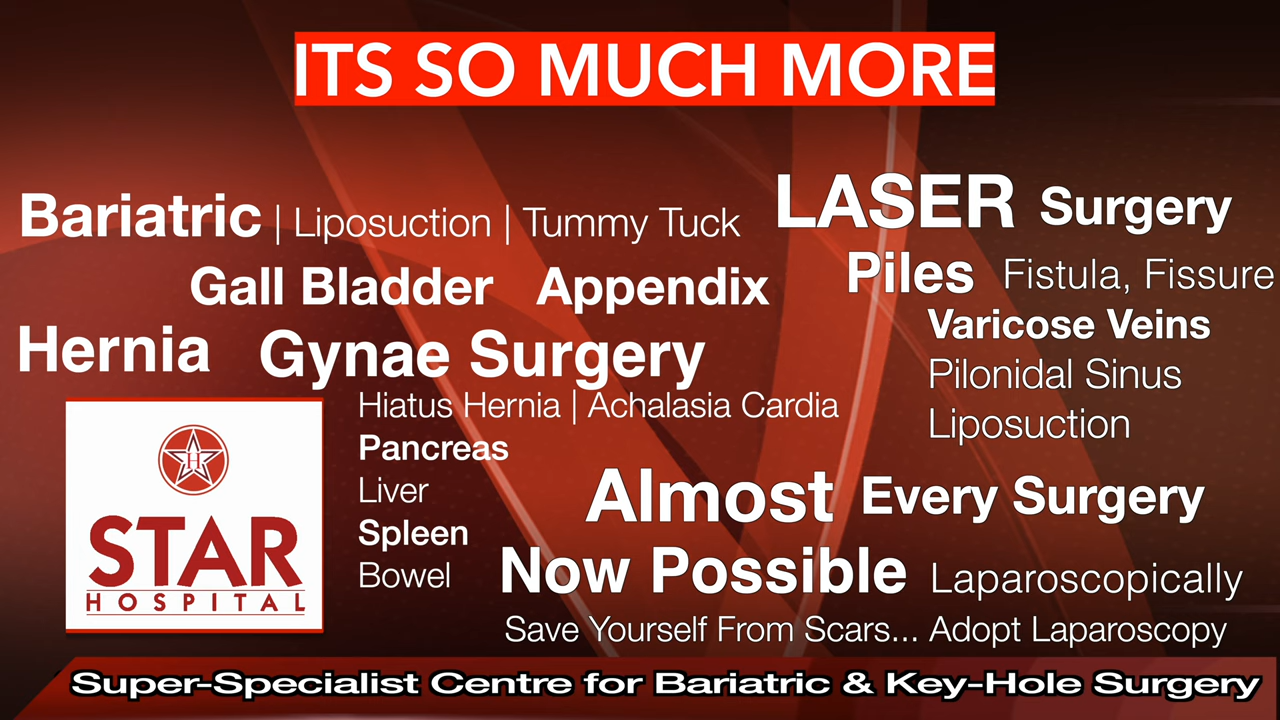 ITS SO MUCH MORE
Bariatric | Liposuction | Tummy Tuck
Gall Bladder Appendix
Hernia Gynae Surgery
Hiatus Hernia | Achalasia Cardia
Pancreas
Liver
Spleen
Bowel
LASER Surgery
Piles Fistula, Fissure
Varicose Veins
Pilonidal Sinus
Liposuction
Almost Every Surgery
Now Possible Laparoscopically
Save Yourself From Scars... Adopt Laparoscopy
H
STAR
HOSPITAL
Super-Specialist Centre for Bariatric & Key-Hole Surgery